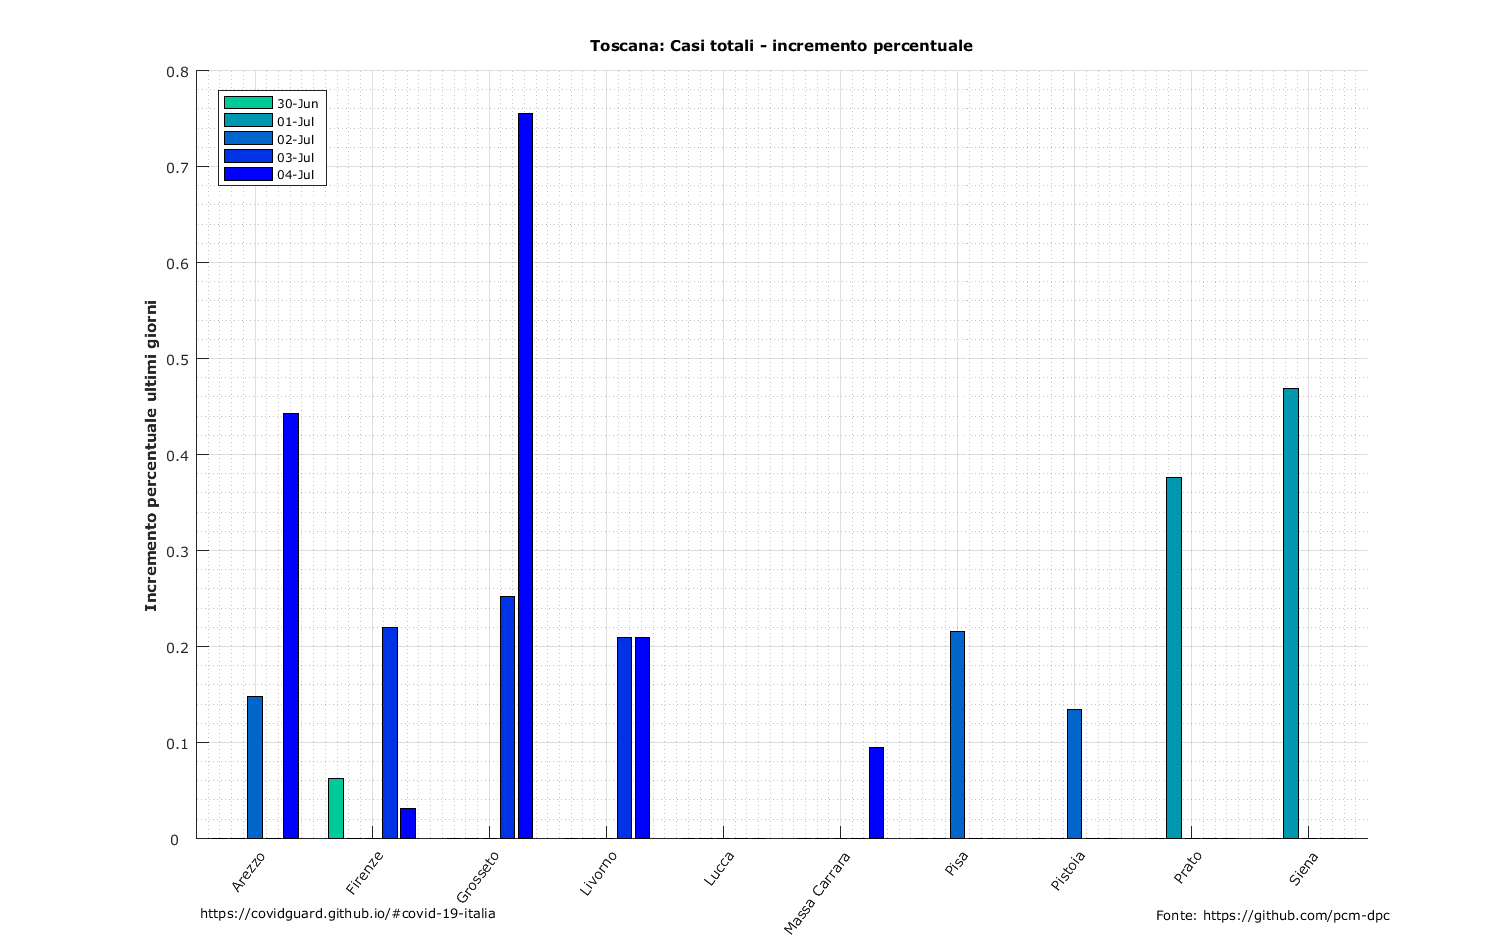 Toscana: Casi totali - incremento percentuale
Incremento percentuale ultimi giorni
0.8
0.7
0.6
0.5
0.4
0.3
0.2
0.1
0
30-Jun
01-Jul
02-Jul
03-Jul
04-Jul
Arezzo
Firenze
Grosseto
Livorno
Lucca
Massa Carrara
Pisa
Pistoia
Prato
Siena
https://covidguard.github.io/#covid-19-italia
Fonte: https://github.com/pcm-dpc